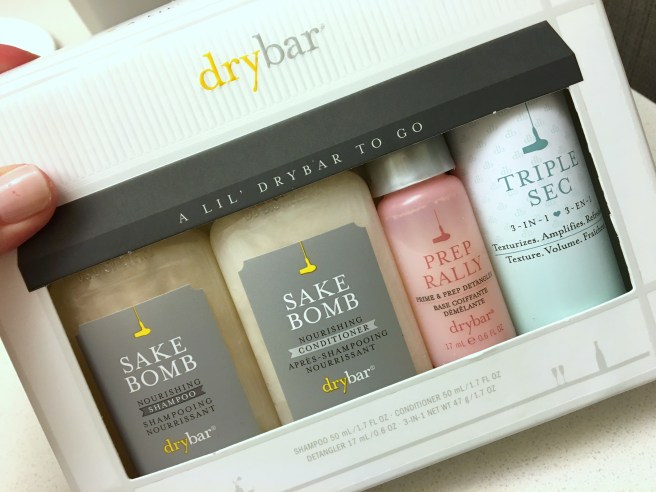 drybar®
A LIL' DRYBAR TO GO
SAKE
BOMB
NOURISHING
SHAMPOO
SHAMPOOING
NOURRISSANT
drybar®
SAKE
BOMB
NOURISHING
CONDITIONER
APRÈS-SHAMPOOING
NOURRISSANT
drybar®
PREP
RALLY
PRIME & PREP DETANGLER
BASE COIFFANTE
DÉMÊLANTE
drybar®
17 mL ℮ 0.6 FL OZ
TRIPLE
SEC
3-IN-1 ♥ 3-EN-1
Texturizes. Amplifies.
Texture. Volume.
SHAMPOO 50 mL/1.7 FL OZ · CONDITIONER 50 mL/1.7 FL OZ
DETANGLER 17 mL/0.6 OZ · 3-IN-1 NET WT 47 g/1.7 OZ